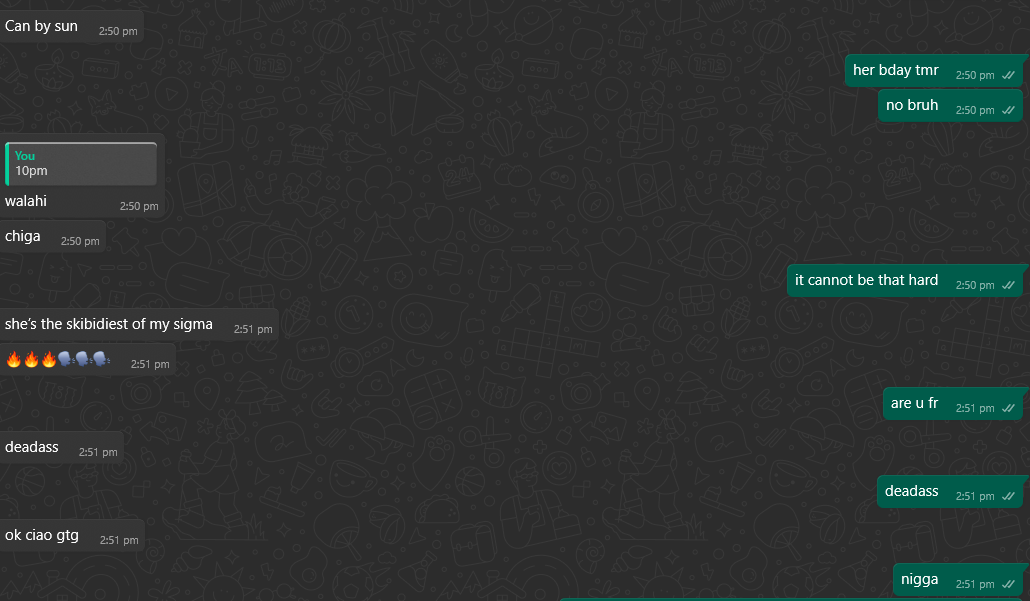 Can by sun 2:50 pm
her bday tmr 2:50 pm
no bruh 2:50 pm
You
10pm
walahi 2:50 pm
chiga 2:50 pm
it cannot be that hard 2:50 pm
she's the skibidiest of my sigma 2:51 pm
🔥🔥🔥🗣️🗣️🗣️ 2:51 pm
are u fr 2:51 pm
deadass 2:51 pm
deadass 2:51 pm
ok ciao gtg 2:51 pm
nigga 2:51 pm